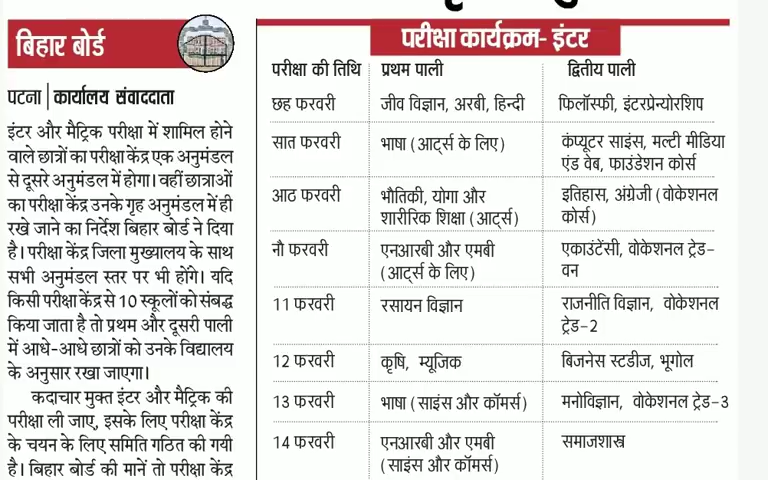 बिहार बोर्ड
पटना | कार्यालय संवाददाता
इंटर और मैट्रिक परीक्षा में शामिल होने
वाले छात्रों का परीक्षा केंद्र एक अनुमंडल
से दूसरे अनुमंडल में होगा। वहीं छात्राओं
का परीक्षा केंद्र उनके गृह अनुमंडल में ही
रखे जाने का निर्देश बिहार बोर्ड ने दिया
है। परीक्षा केंद्र जिला मुख्यालय के साथ
सभी अनुमंडल स्तर पर भी होंगे। यदि
किसी परीक्षा केंद्र से 10 स्कूलों को संबद्ध
किया जाता है तो प्रथम और दूसरी पाली
में आधे-आधे छात्रों को उनके विद्यालय
के अनुसार रखा जाएगा।
कदाचार मुक्त इंटर और मैट्रिक की
परीक्षा ली जाए, इसके लिए परीक्षा केंद्र
के चयन के लिए समिति गठित की गयी
है। बिहार बोर्ड की मानें तो परीक्षा केंद्र
परीक्षा कार्यक्रम- इंटर
परीक्षा की तिथि प्रथम पाली द्वितीय पाली
छह फरवरी जीव विज्ञान, अरबी, हिन्दी फिलॉस्फी, इंटरप्रेन्योरशिप
सात फरवरी भाषा (आर्ट्स के लिए) कंप्यूटर साइंस, मल्टी मीडिया
एंड वेब, फाउंडेशन कोर्स
आठ फरवरी भौतिकी, योगा और इतिहास, अंग्रेजी (वोकेशनल
शारीरिक शिक्षा (आर्ट्स) कोर्स)
नौ फरवरी एनआरबी और एमबी एकाउंटेंसी, वोकेशनल ट्रेड-
(आर्ट्स के लिए) वन
11 फरवरी रसायन विज्ञान राजनीति विज्ञान, वोकेशनल
ट्रेड-2
12 फरवरी कृषि, म्यूजिक बिजनेस स्टडीज, भूगोल
13 फरवरी भाषा (साइंस और कॉमर्स) मनोविज्ञान, वोकेशनल ट्रेड-3
14 फरवरी एनआरबी और एमबी समाजशास्त्र
(साइंस और कॉमर्स)